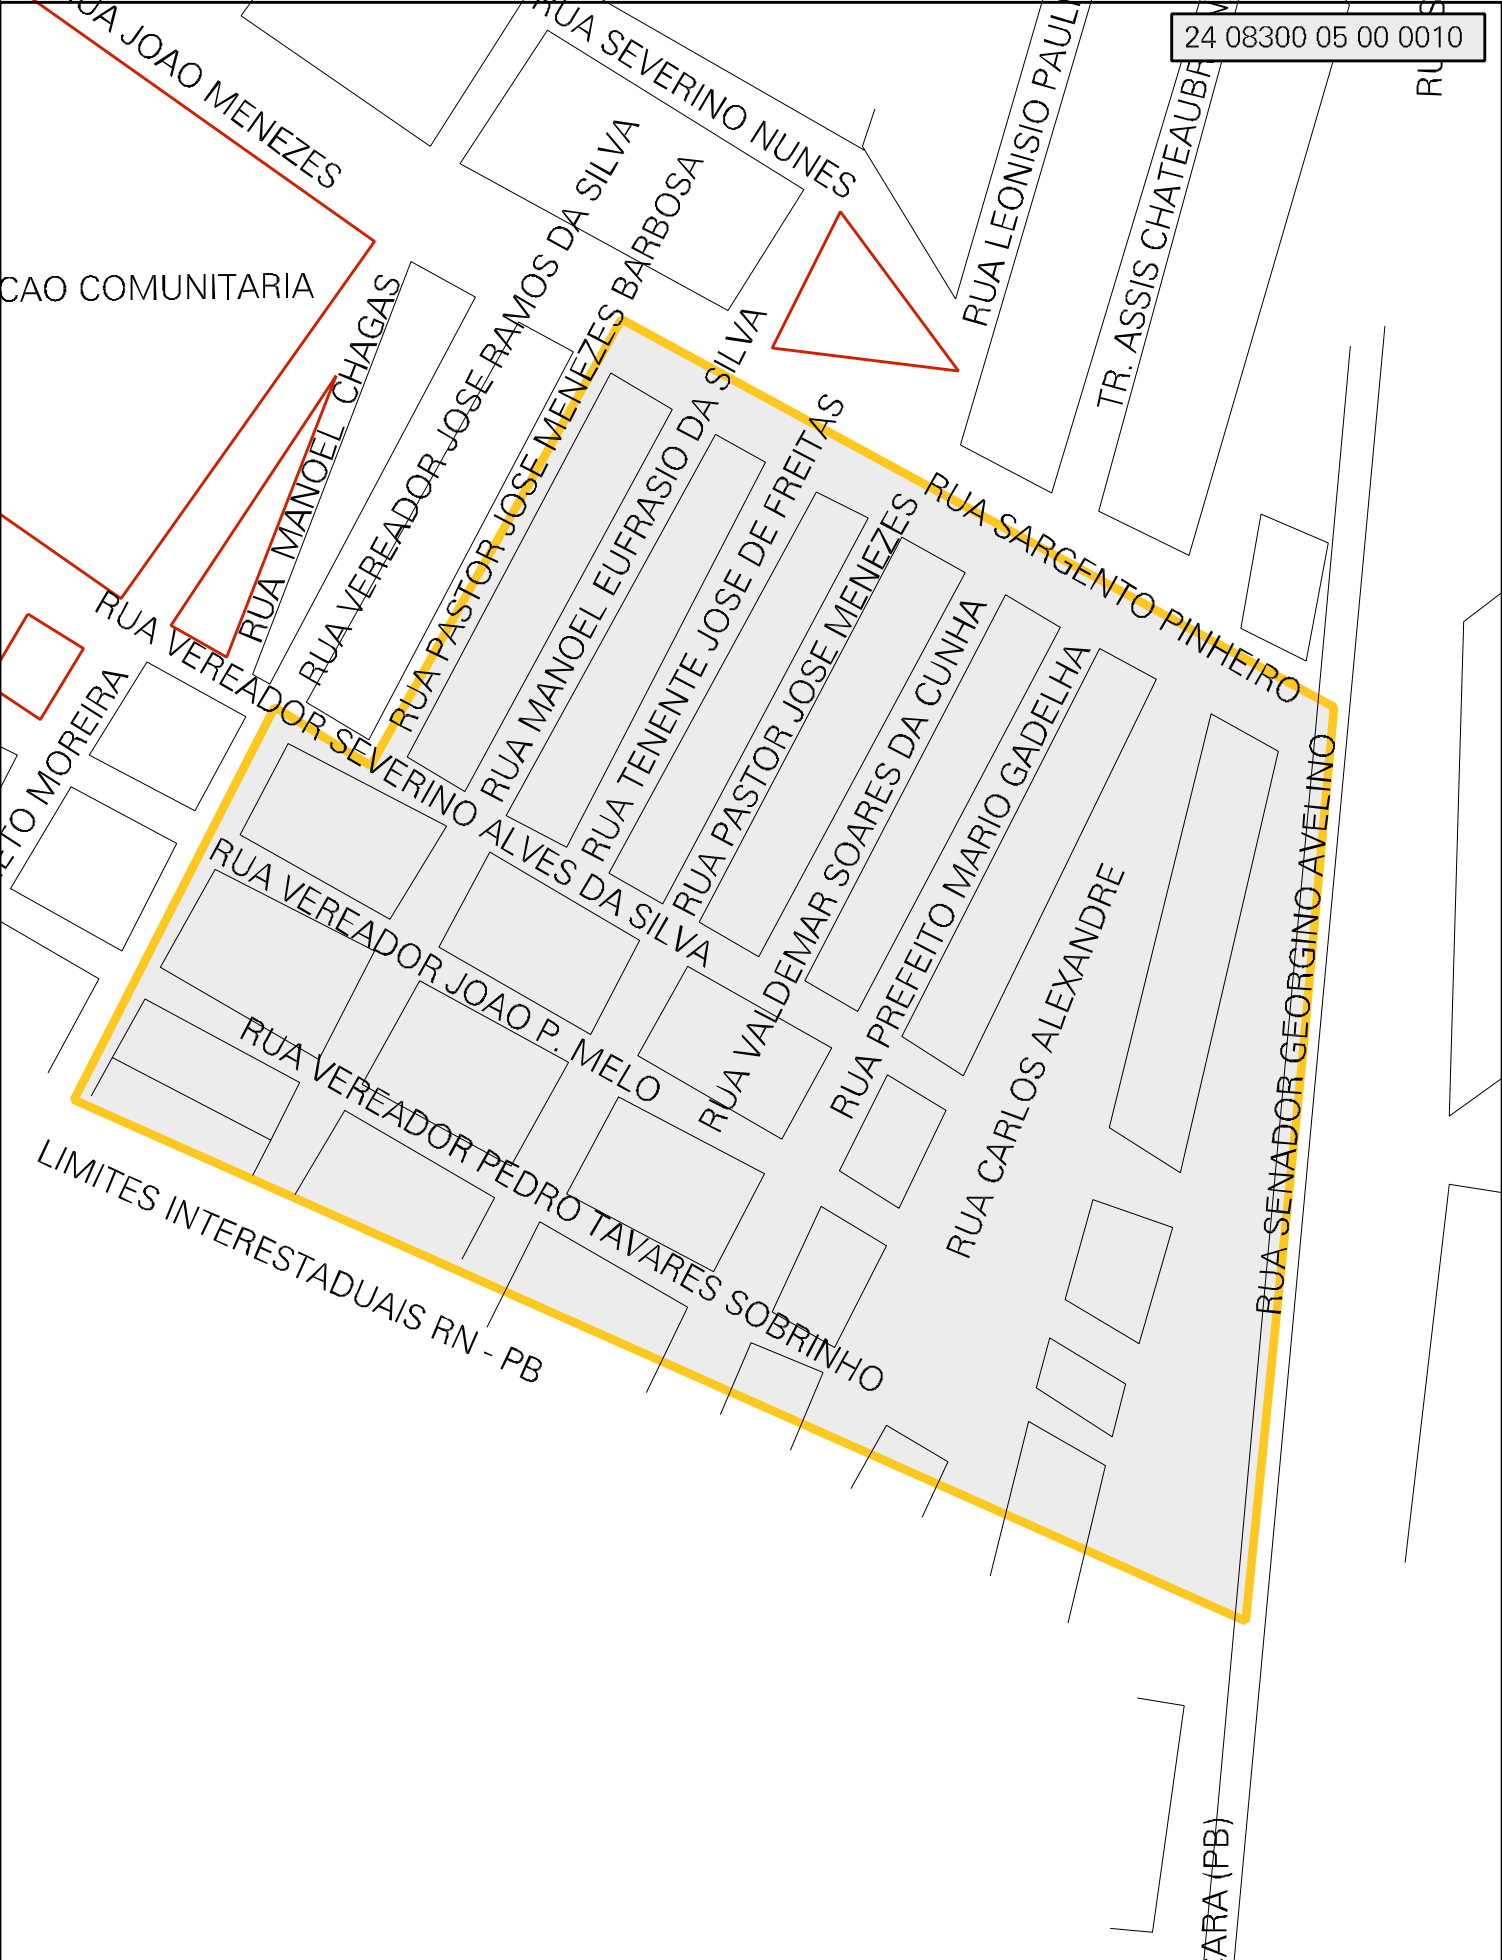 24 08300 05 00 0010
RUA JOAO MENEZES
RUA SEVERINO NUNES
RUA LEONISIO
TR. ASSIS
CAO COMUNITARIA
RUA MANOEL CHAGAS
RUA VEREADOR JOSE RAMOS DA SILVA
RUA PASTOR JOSE MENEZES BARBOSA
RUA MANOEL EUFRASIO DA SILVA
RUA TENENTE JOSE DE FREITAS
RUA PASTOR JOSE MENEZES
RUA SARGENTO PINHEIRO
RUA VALDEMAR SOARES DA CUNHA
RUA PREFEITO MARIO GADELHA
RUA CARLOS ALEXANDRE
RUA SENADOR GEORGINO AVELINO
RUA VEREADOR SEVERINO ALVES DA SILVA
MOREIRA
RUA VEREADOR JOAO P. MELO
RUA VEREADOR PEDRO TAVARES SOBRINHO
LIMITES INTERESTADUAIS RN - PB
ARA (PB)